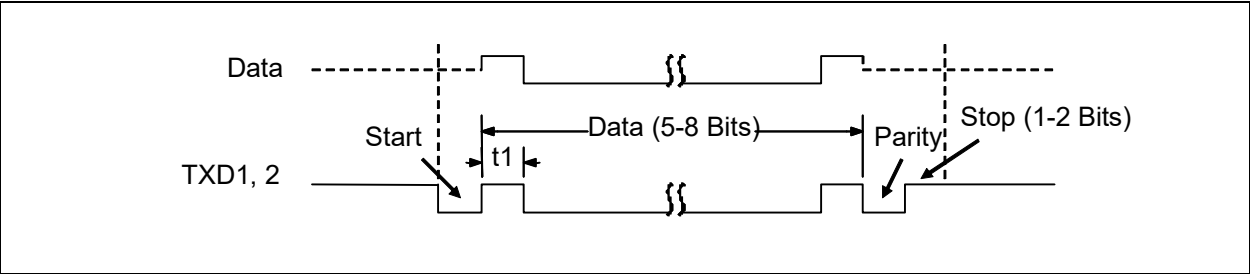 Data
Data (5-8 Bits)
Stop (1-2 Bits)
Start
Parity
t1
TXD1, 2